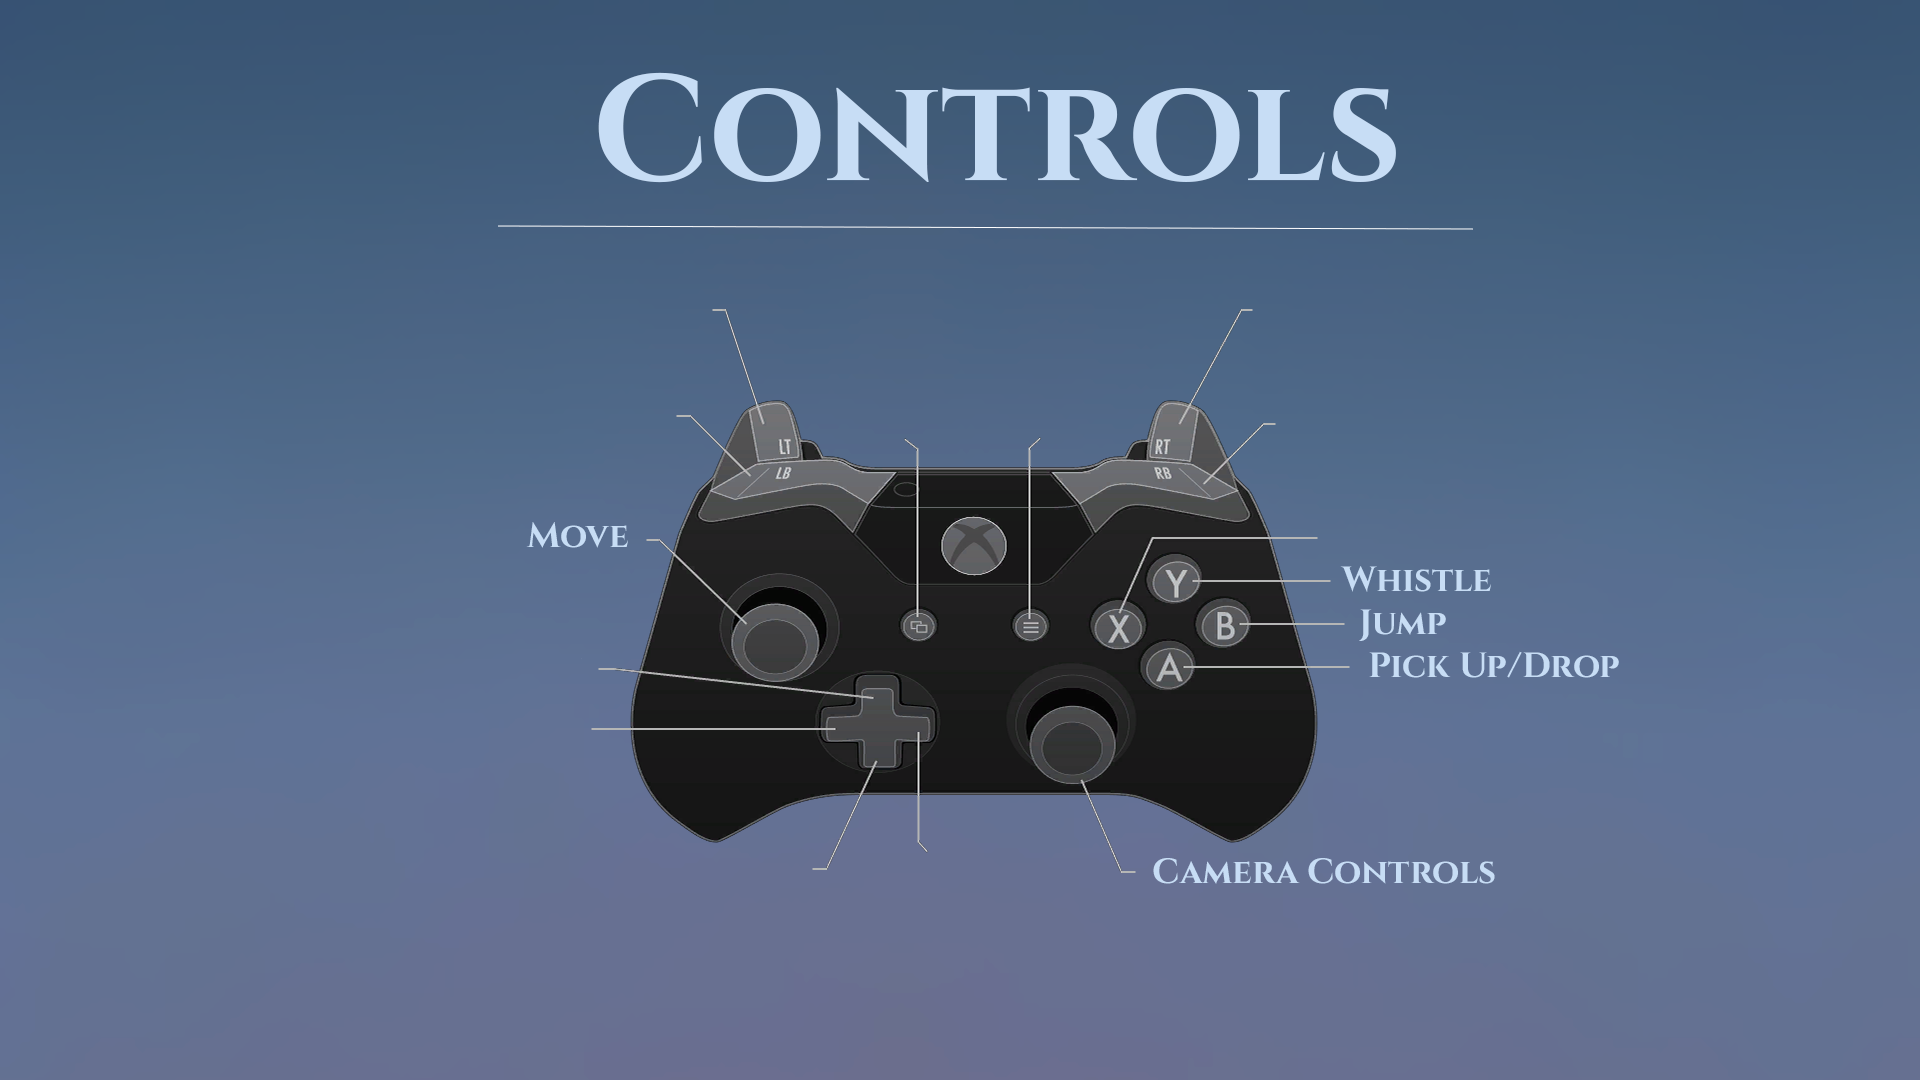 Controls
LT
RT
LB
RB
Move
Y
Whistle
X
B
Jump
A
Pick Up/Drop
Camera Controls